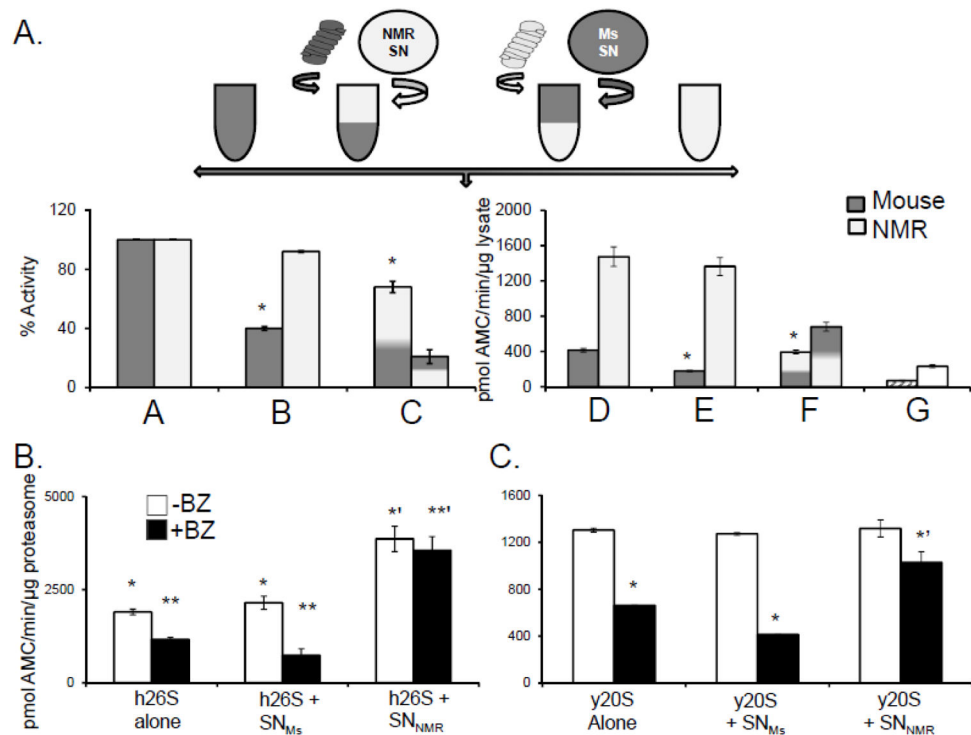 A.
NMR
SN
Ms
SN
% Activity
120
80
40
0
*
*
A
B
C
pmol AMC/min/µg lysate
2000
1600
1200
800
400
0
Mouse
NMR
*
*
D
E
F
G
B.
pmol AMC/min/µg proteasome
5000
2500
0
-BZ
+BZ
*
**
*
**
*'
**'
h26S
alone
h26S +
SNMs
h26S +
SNNMR
C.
1600
1200
800
400
0
*
*
*'
y20S
Alone
y20S
+ SNMs
y20S
+ SNNMR